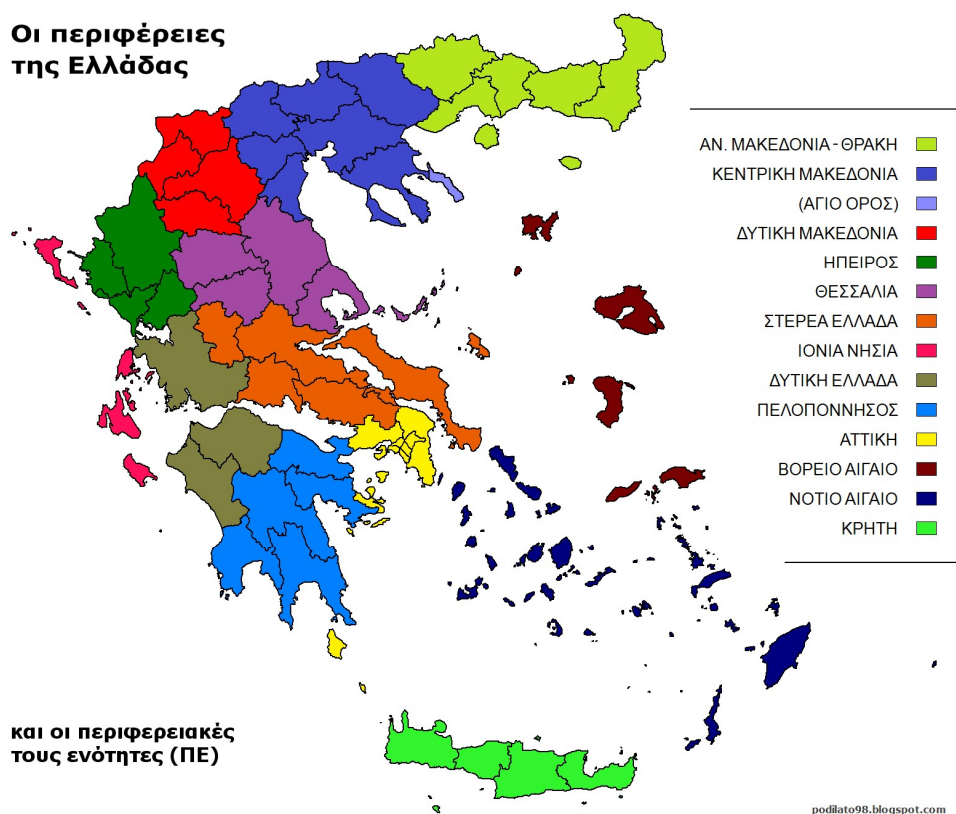 Οι περιφέρειες
της Ελλάδας
ΑΝ. ΜΑΚΕΔΟΝΙΑ - ΘΡΑΚΗ
ΚΕΝΤΡΙΚΗ ΜΑΚΕΔΟΝΙΑ
(ΑΓΙΟ ΟΡΟΣ)
ΔΥΤΙΚΗ ΜΑΚΕΔΟΝΙΑ
ΗΠΕΙΡΟΣ
ΘΕΣΣΑΛΙΑ
ΣΤΕΡΕΑ ΕΛΛΑΔΑ
ΙΟΝΙΑ ΝΗΣΙΑ
ΔΥΤΙΚΗ ΕΛΛΑΔΑ
ΠΕΛΟΠΟΝΝΗΣΟΣ
ΑΤΤΙΚΗ
ΒΟΡΕΙΟ ΑΙΓΑΙΟ
ΝΟΤΙΟ ΑΙΓΑΙΟ
ΚΡΗΤΗ
και οι περιφερειακές
τους ενότητες (ΠΕ)
podilato98.blogspot.com